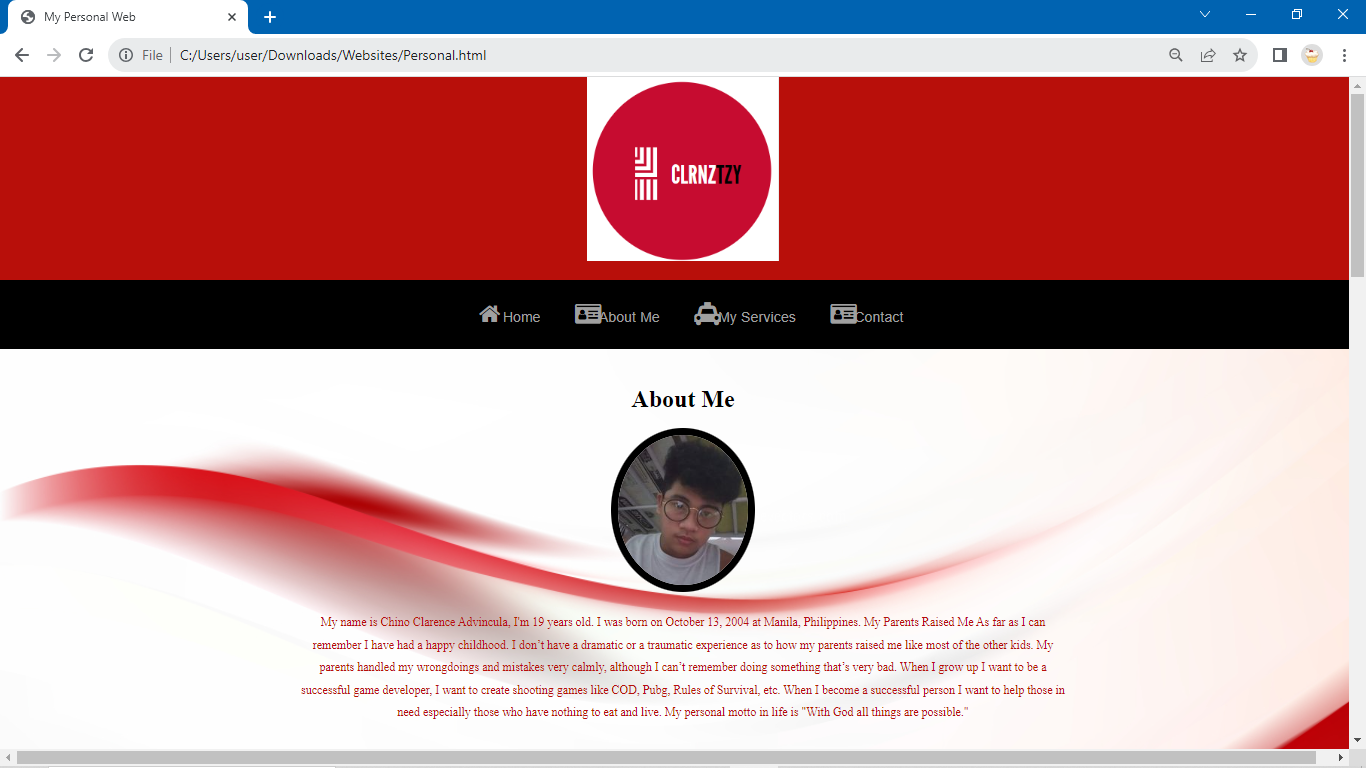 My Personal Web
File
C:/Users/user/Downloads/Websites/Personal.html
CLRNZTZY
Home About Me My Services Contact
About Me
My name is Chino Clarence Advincula, I'm 19 years old. I was born on October 13, 2004 at Manila, Philippines. My Parents Raised Me As far as I can
remember I have had a happy childhood. I don’t have a dramatic or a traumatic experience as to how my parents raised me like most of the other kids. My
parents handled my wrongdoings and mistakes very calmly, although I can’t remember doing something that’s very bad. When I grow up I want to be a
successful game developer, I want to create shooting games like COD, Pubg, Rules of Survival, etc. When I become a successful person I want to help those in
need especially those who have nothing to eat and live. My personal motto in life is "With God all things are possible."